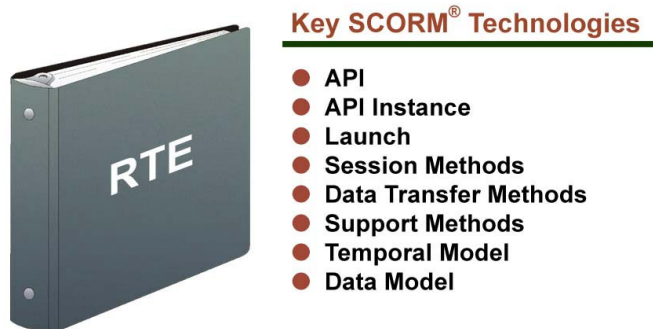 RTE
Key SCORM® Technologies
API
API Instance
Launch
Session Methods
Data Transfer Methods
Support Methods
Temporal Model
Data Model